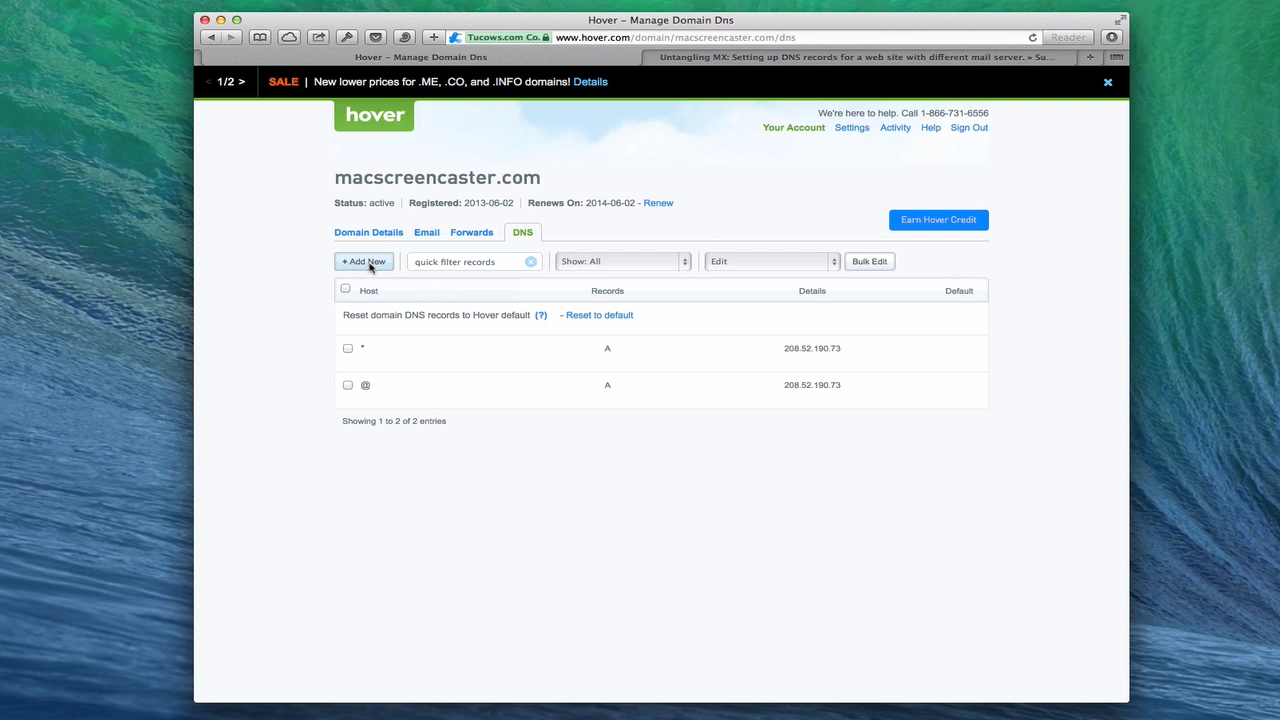 Hover – Manage Domain Dns
Tucows.com Co. www.hover.com/domain/macscreencaster.com/dns Reader
Hover – Manage Domain Dns
Untangling MX: Setting up DNS records for a web site with different mail server. » Su...
< 1/2 > SALE | New lower prices for .ME, .CO, and .INFO domains! Details
hover
We're here to help. Call 1-866-731-6556
Your Account Settings Activity Help Sign Out
macscreencaster.com
Status: active | Registered: 2013-06-02 | Renews On: 2014-06-02 - Renew
Earn Hover Credit
Domain Details Email Forwards DNS
+ Add New quick filter records Show: All Edit Bulk Edit
Host Records Details Default
Reset domain DNS records to Hover default (?) - Reset to default
* A 208.52.190.73
@ A 208.52.190.73
Showing 1 to 2 of 2 entries